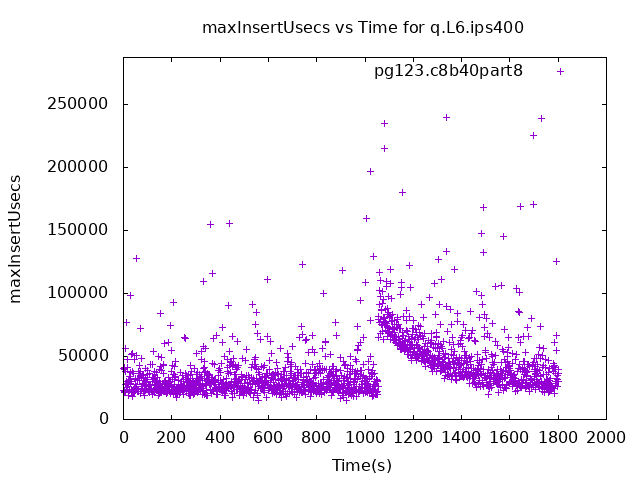 maxInsertUsecs vs Time for q.L6.ips400
pg123.c8b40part8
250000
200000
150000
100000
50000
0
maxInsertUsecs
0 200 400 600 800 1000 1200 1400 1600 1800 2000
Time(s)